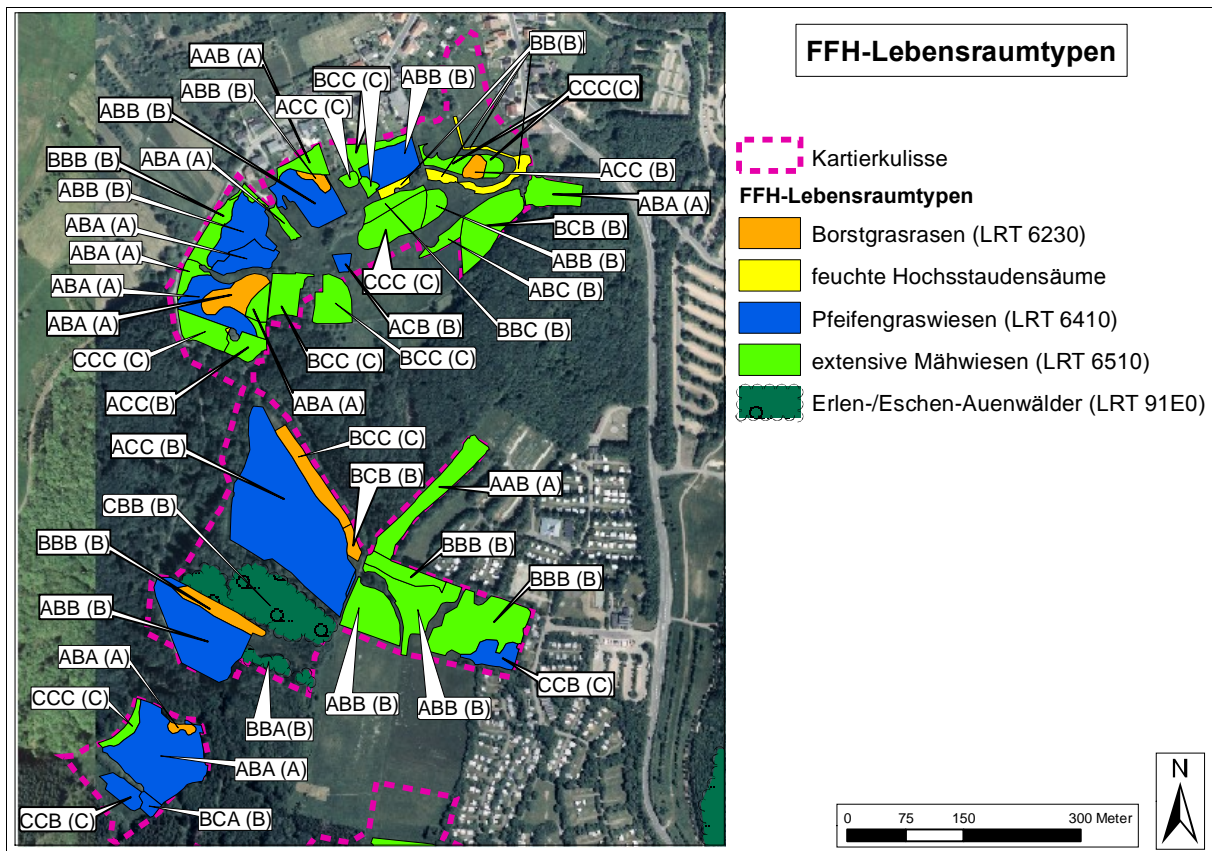 FFH-Lebensraumtypen
BB(B)
AAB (A)
BCC (C)
ABB (B)
CCC(C)
ABB (B)
ACC (C)
ABB (B)
ACC (B)
BBB (B)
ABA (A)
ABB (B)
ABA (A)
BCB (B)
ABA (A)
ABB (B)
ABA (A)
CCC (C)
ABC (B)
ABA (A)
ABA (A)
ACB (B)
BBC (B)
CCC (C)
BCC (C)
BCC (C)
ACC(B)
ABA (A)
ACC (B)
BCC (C)
BCB (B)
AAB (A)
CBB (B)
BBB (B)
BBB (B)
BBB (B)
ABB (B)
ABA (A)
CCB (C)
CCC (C)
ABB (B)
ABB (B)
BBA(B)
ABA (A)
CCB (C)
BCA (B)
Kartierkulisse
FFH-Lebensraumtypen
Borstgrasrasen (LRT 6230)
feuchte Hochsstaudensäume
Pfeifengraswiesen (LRT 6410)
extensive Mähwiesen (LRT 6510)
Erlen-/Eschen-Auenwälder (LRT 91E0)
N
0 75 150 300 Meter